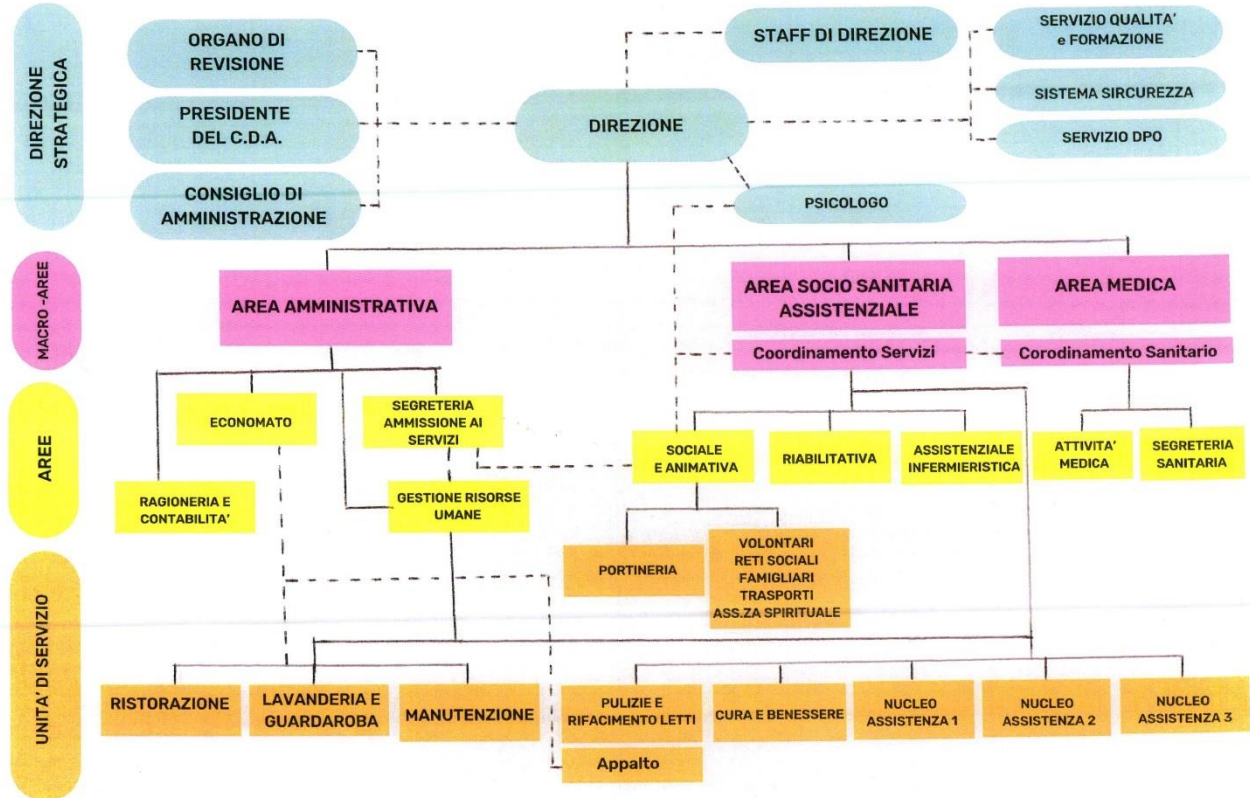 DIREZIONE
STRATEGICA
ORGANO DI
REVISIONE
PRESIDENTE
DEL C.D.A.
CONSIGLIO DI
AMMINISTRAZIONE
STAFF DI DIREZIONE
DIREZIONE
PSICOLOGO
SERVIZIO QUALITA'
e FORMAZIONE
SISTEMA SIRCUREZZA
SERVIZIO DPO
MACRO -AREE
AREA AMMINISTRATIVA
AREA SOCIO SANITARIA
ASSISTENZIALE
AREA MEDICA
Coordinamento Servizi
Corodinamento Sanitario
AREE
ECONOMATO
SEGRETERIA
AMMISSIONE AI
SERVIZI
RAGIONERIA E
CONTABILITA'
GESTIONE RISORSE
UMANE
SOCIALE
E ANIMATIVA
RIABILITATIVA
ASSISTENZIALE
INFERMIERISTICA
ATTIVITA'
MEDICA
SEGRETERIA
SANITARIA
UNITA' DI SERVIZIO
PORTINERIA
VOLONTARI
RETI SOCIALI
FAMIGLIARI
TRASPORTI
ASS.ZA SPIRITUALE
RISTORAZIONE
LAVANDERIA E
GUARDAROBA
MANUTENZIONE
PULIZIE E
RIFACIMENTO LETTI
Appalto
CURA E BENESSERE
NUCLEO
ASSISTENZA 1
NUCLEO
ASSISTENZA 2
NUCLEO
ASSISTENZA 3